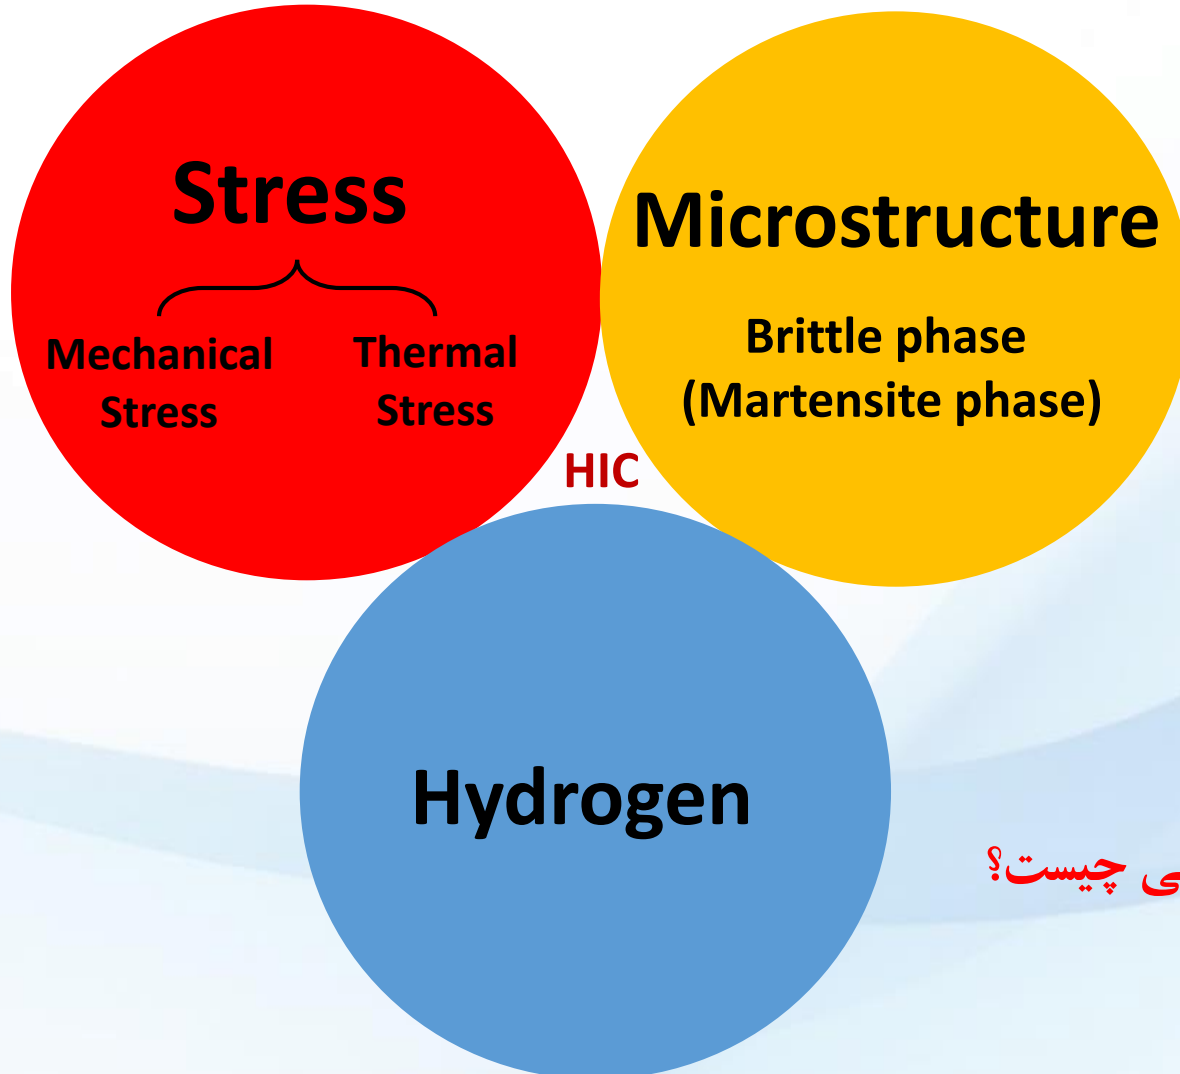 Stress
Mechanical
Stress
Thermal
Stress
Microstructure
Brittle phase
(Martensite phase)
HIC
Hydrogen
چیست؟